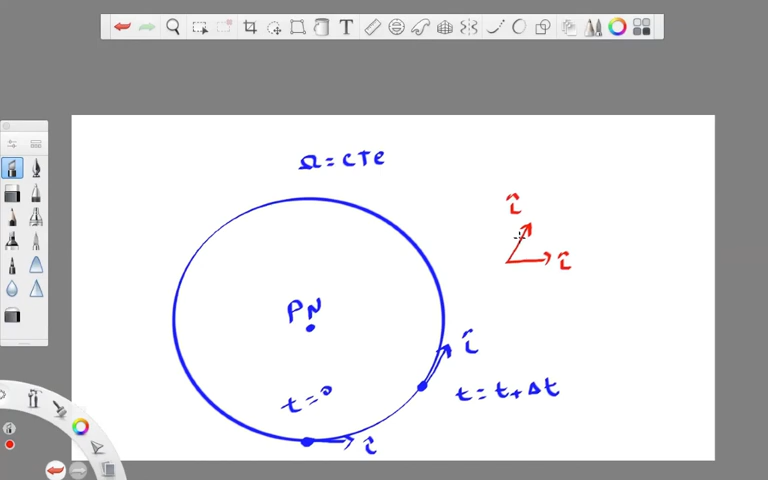 Ω = cTe
î
î
PN
î
t = t + Δt
t = 0
î